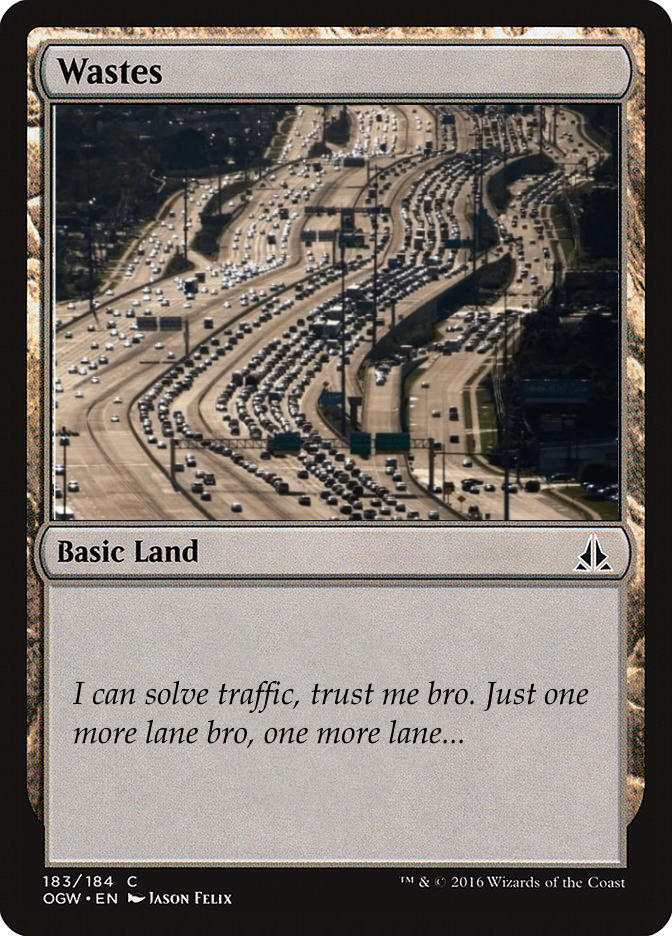 Wastes
Basic Land
I can solve traffic, trust me bro. Just one
more lane bro, one more lane...
183/184 C
OGW • EN Jason Felix
™ & © 2016 Wizards of the Coast